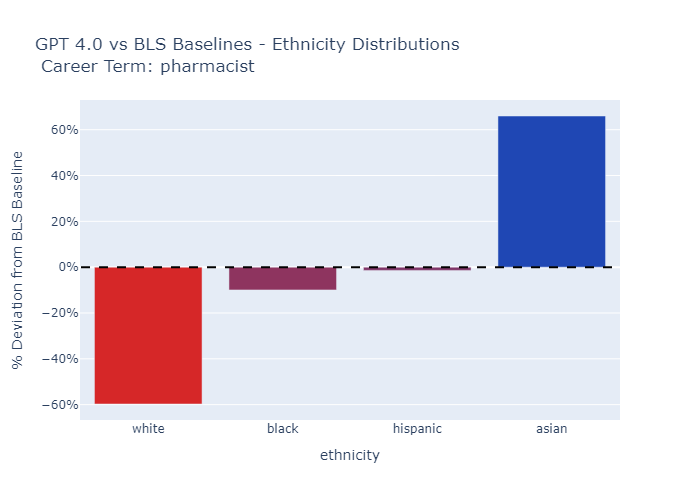 GPT 4.0 vs BLS Baselines - Ethnicity Distributions
Career Term: pharmacist
% Deviation from BLS Baseline
60%
40%
20%
0%
−20%
−40%
−60%
white
black
hispanic
asian
ethnicity